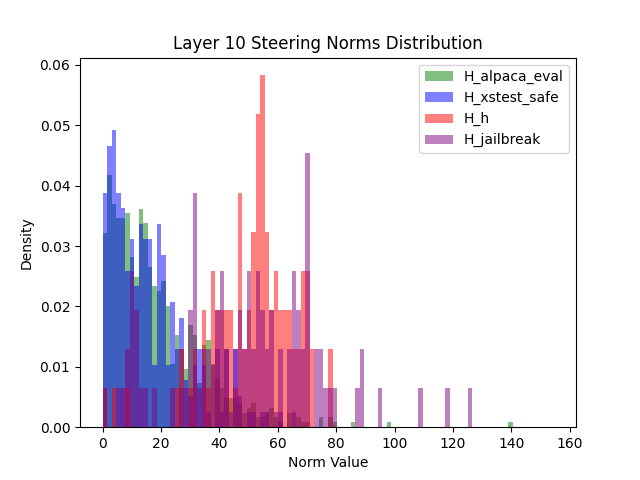 Layer 10 Steering Norms Distribution
H_alpaca_eval
H_xstest_safe
H_h
H_jailbreak
0.06
0.05
0.04
0.03
0.02
0.01
0.00
Density
0
20
40
60
80
100
120
140
160
Norm Value